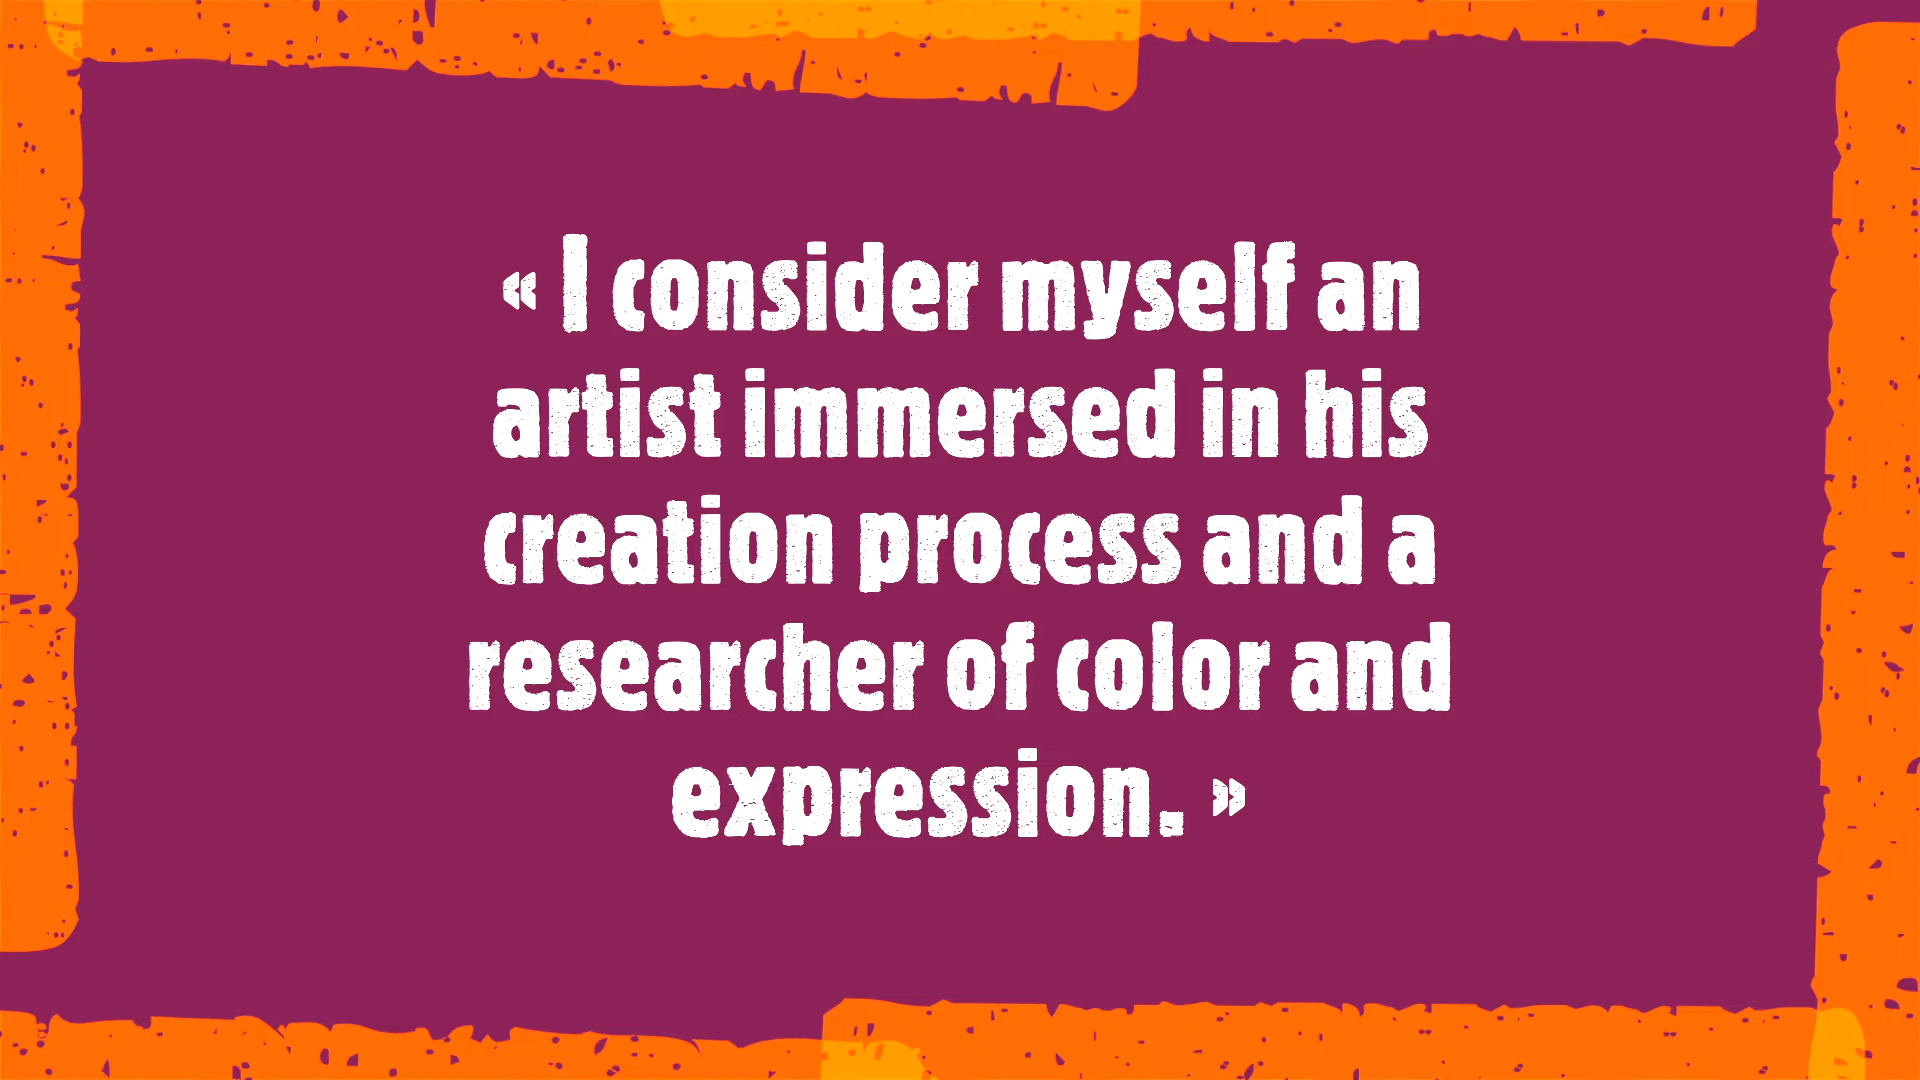 « I consider myself an
artist immersed in his
creation process and a
researcher of color and
expression. »